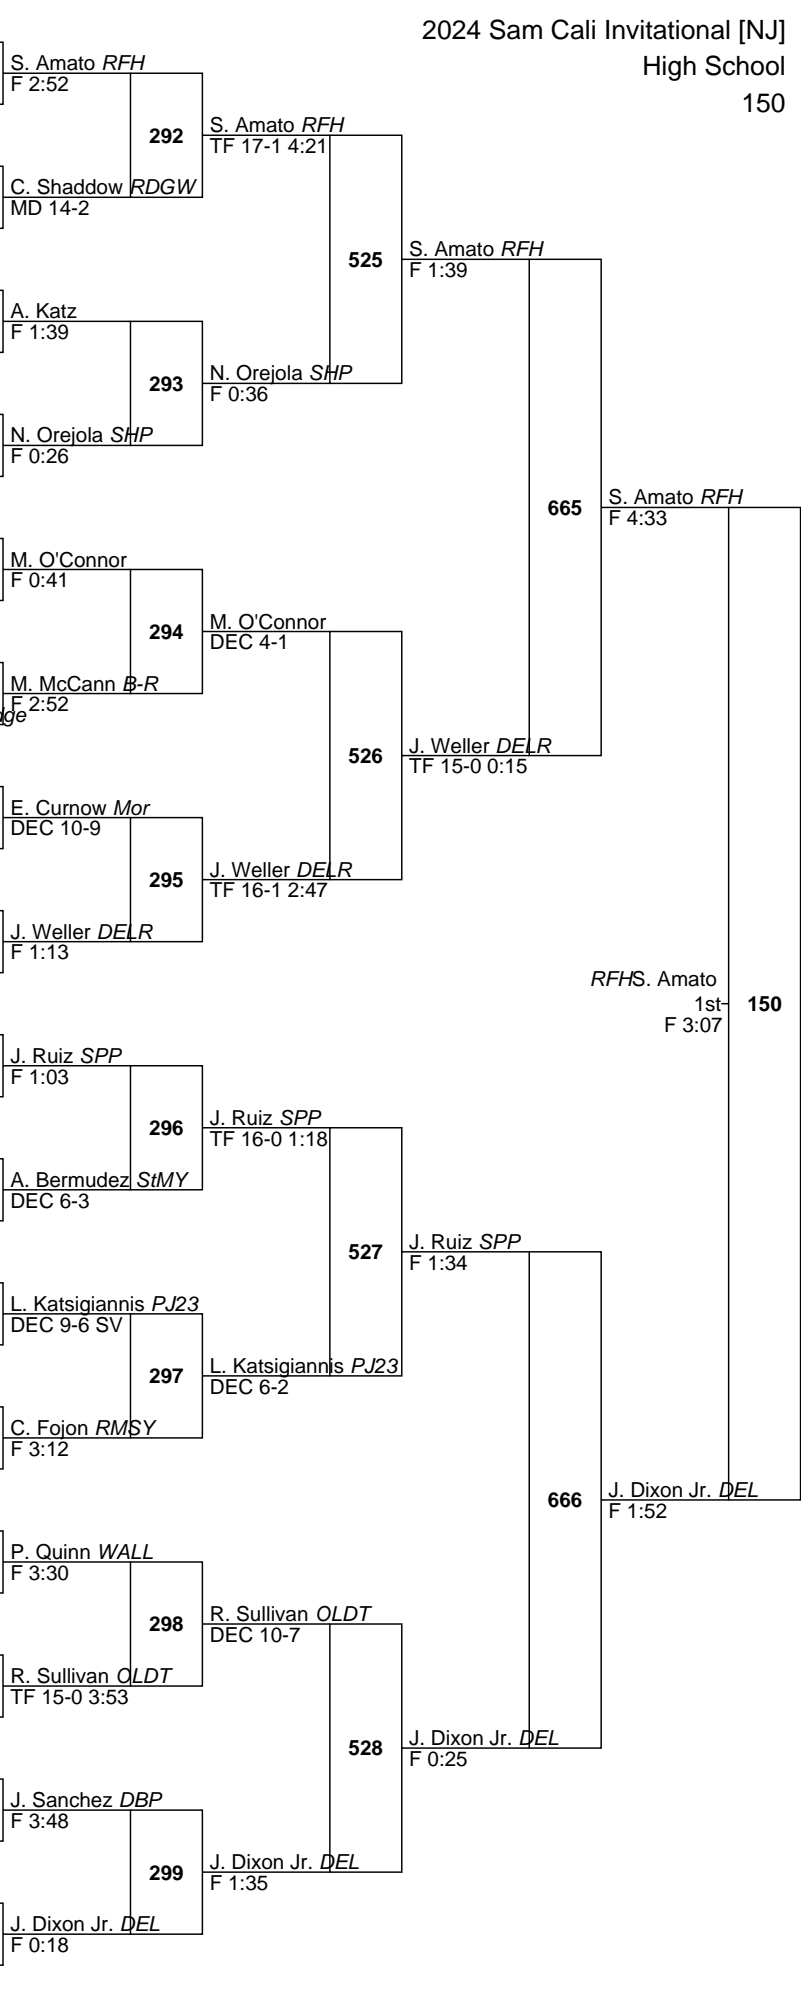 2024 Sam Cali Invitational [NJ]
High School
150
S. Amato RFH
F 2:52
292
S. Amato RFH
TF 17-1 4:21
C. Shaddow RDGW
MD 14-2
525
S. Amato RFH
F 1:39
A. Katz
F 1:39
293
N. Orejola SHP
F 0:36
N. Orejola SHP
F 0:26
665
S. Amato RFH
F 4:33
M. O'Connor
F 0:41
294
M. O'Connor
DEC 4-1
M. McCann B-R
F 2:52
526
J. Weller DELR
TF 15-0 0:15
E. Curnow Mor
DEC 10-9
295
J. Weller DELR
TF 16-1 2:47
J. Weller DELR
F 1:13
RFHS. Amato
1st
F 3:07
150
J. Ruiz SPP
F 1:03
296
J. Ruiz SPP
TF 16-0 1:18
A. Bermudez StMY
DEC 6-3
527
J. Ruiz SPP
F 1:34
L. Katsigiannis PJ23
DEC 9-6 SV
297
L. Katsigiannis PJ23
DEC 6-2
C. Fojon RMSY
F 3:12
666
J. Dixon Jr. DEL
F 1:52
P. Quinn WALL
F 3:30
298
R. Sullivan OLDT
DEC 10-7
R. Sullivan OLDT
TF 15-0 3:53
528
J. Dixon Jr. DEL
F 0:25
J. Sanchez DBP
F 3:48
299
J. Dixon Jr. DEL
F 1:35
J. Dixon Jr. DEL
F 0:18